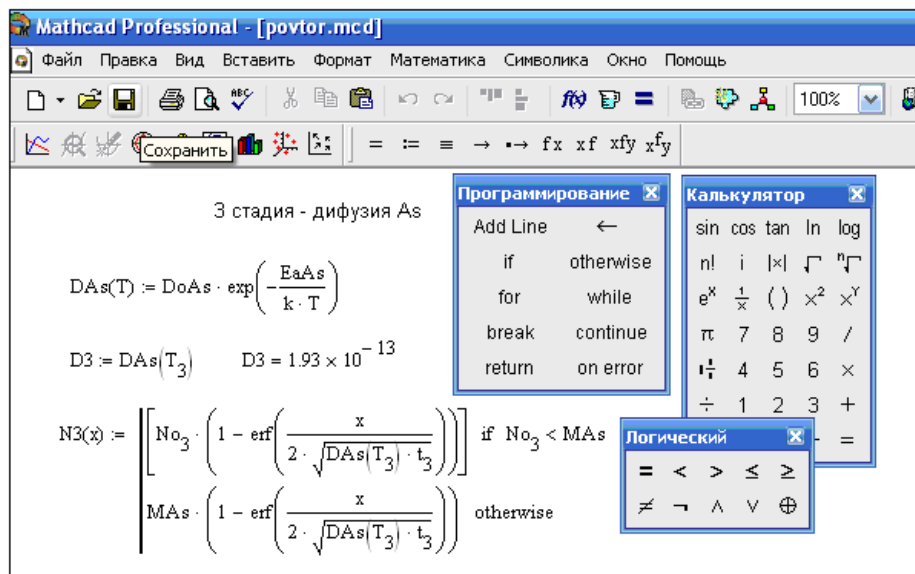 Mathcad Professional - [povtor.mcd]
Файл Правка Вид Вставить Формат Математика Символика Окно Помощь
ABC f(x) = 100%
Сохранить = := ≡ → ▪→ fx xf xfy xfy
3 стадия - дифузия As
DAs(T) := DoAs · exp(-EaAs/(k · T))
D3 := DAs(T₃) D3 = 1.93 × 10⁻¹³
N3(x) := [No₃ · (1 - erf(x/(2 · √(DAs(T₃) · t₃))))] if No₃ < MAs
MAs · (1 - erf(x/(2 · √(DAs(T₃) · t₃)))) otherwise
Программирование
Add Line ←
if otherwise
for while
break continue
return on error
Калькулятор
sin cos tan ln log
n! i |×| √ ⁿ√
eˣ 1/x ( ) ×² ×ʸ
π 7 8 9 /
4 5 6 ×
÷ 1 2 3 +
=
Логический
= < > ≤ ≥
≠ ¬ ∧ ∨ ⊕